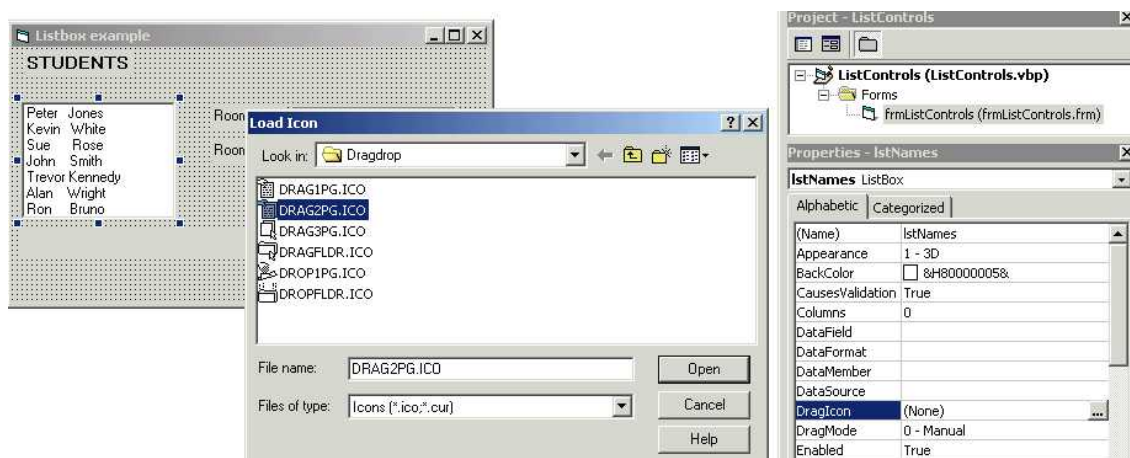 Listbox example
STUDENTS
Peter Jones
Kevin White
Sue Rose
John Smith
Trevor Kennedy
Alan Wright
Ron Bruno
Room
Room
Load Icon
Look in: Dragdrop
DRAG1PG.ICO
DRAG2PG.ICO
DRAG3PG.ICO
DRAGFLDR.ICO
DROP1PG.ICO
DROPFLDR.ICO
File name: DRAG2PG.ICO
Open
Files of type: Icons (*.ico;*.cur)
Cancel
Help
Project - ListControls
ListControls (ListControls.vbp)
Forms
frmListControls (frmListControls.frm)
Properties - lstNames
lstNames ListBox
Alphabetic Categorized
(Name) lstNames
Appearance 1 - 3D
BackColor &H80000005&
CausesValidation True
Columns 0
DataField
DataFormat
DataMember
DataSource
DragIcon (None) ...
DragMode 0 - Manual
Enabled True